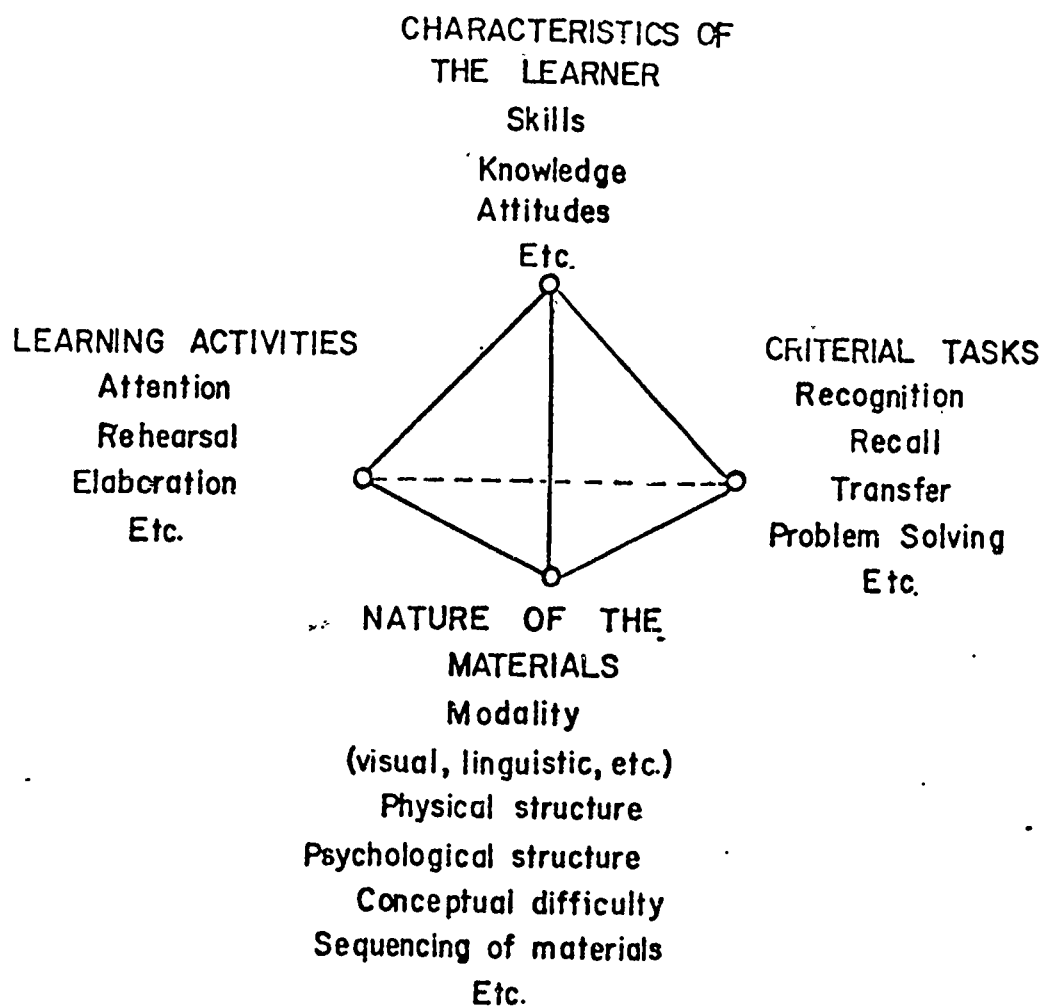 CHARACTERISTICS OF
THE LEARNER
Skills
Knowledge
Attitudes
Etc.
LEARNING ACTIVITIES
Attention
Rehearsal
Elaboration
Etc.
CRITERIAL TASKS
Recognition
Recall
Transfer
Problem Solving
Etc.
NATURE OF THE
MATERIALS
Modality
(visual, linguistic, etc.)
Physical structure
Psychological structure
Conceptual difficulty
Sequencing of materials
Etc.